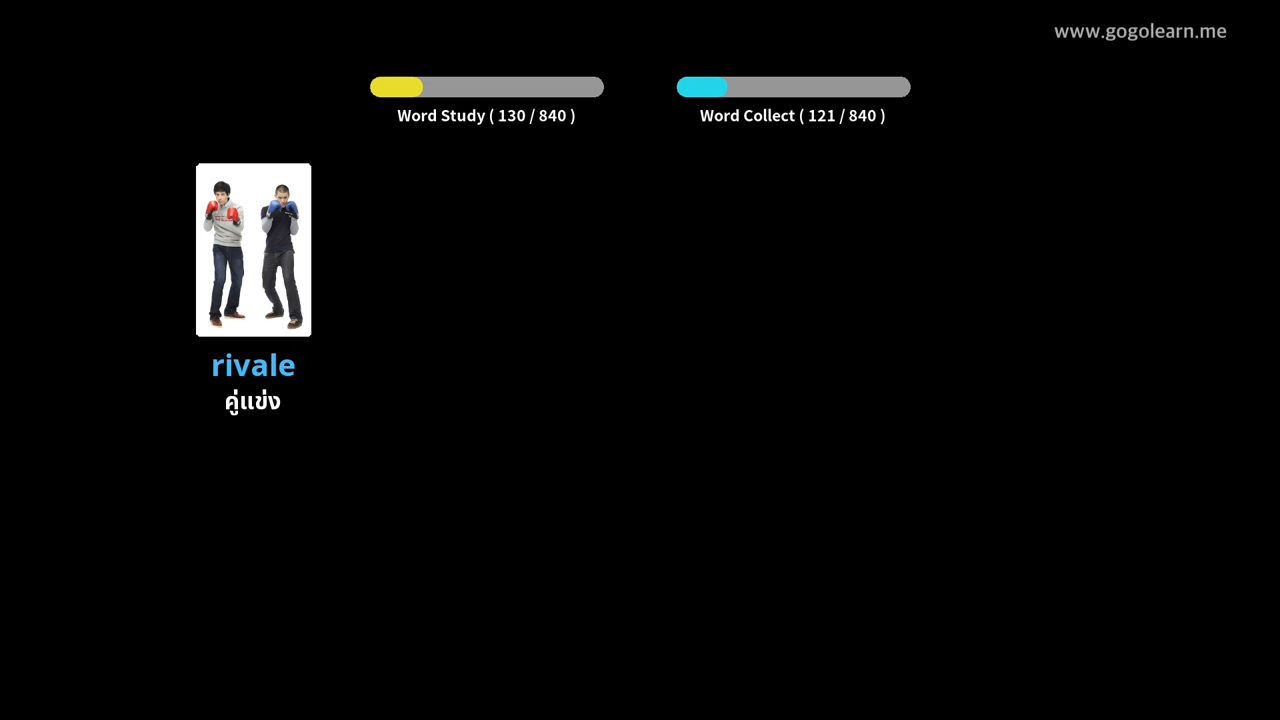 www.gogolearn.me
Word Study ( 130 / 840 )
Word Collect ( 121 / 840 )
rivale
คู่แข่ง